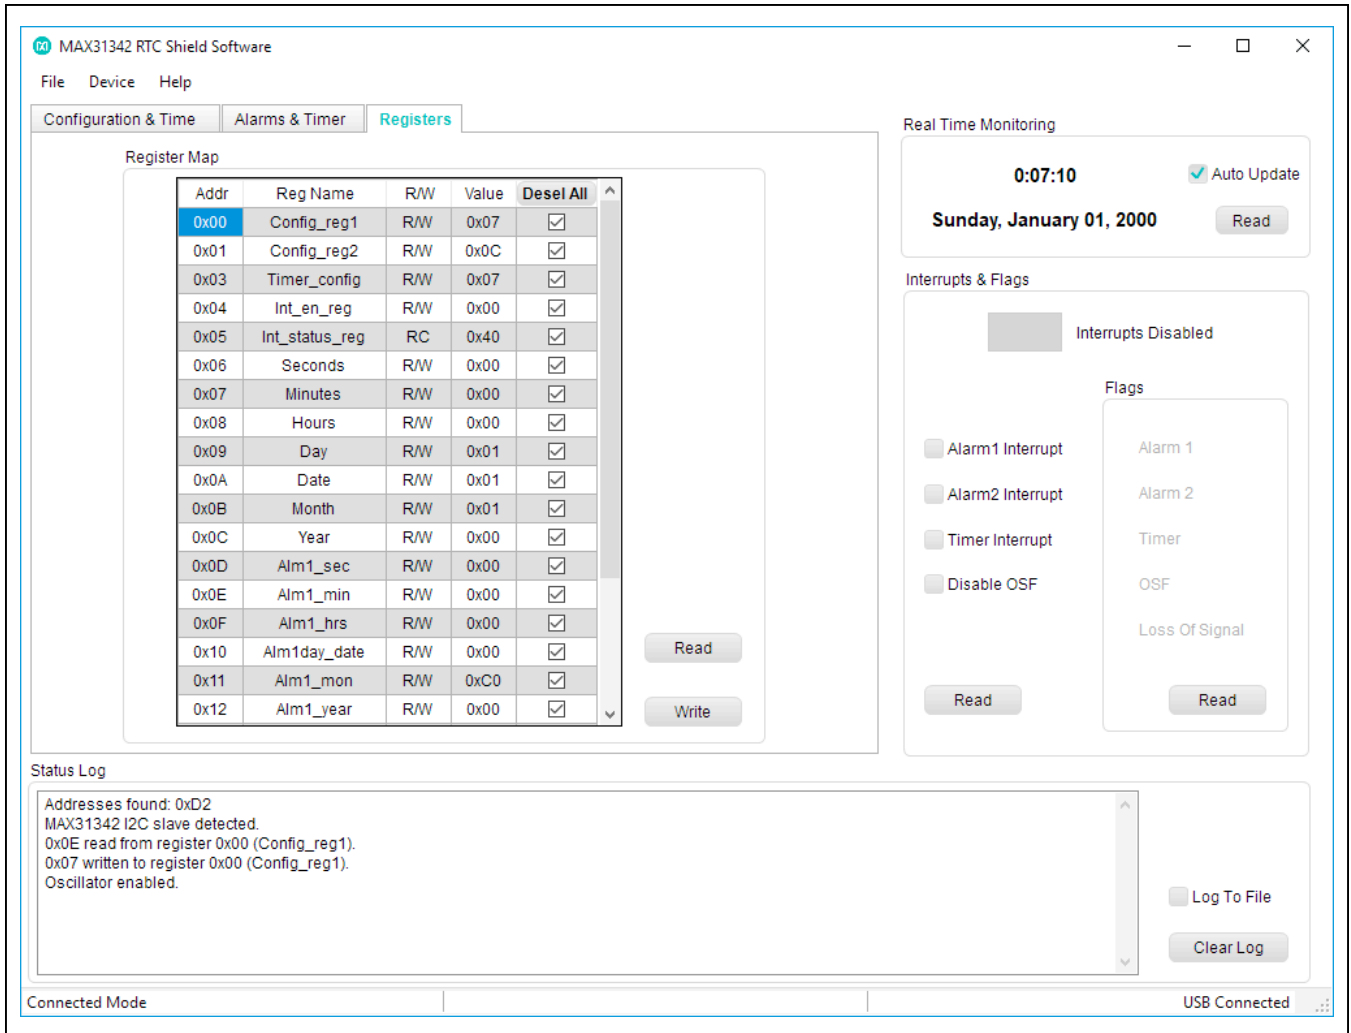 MAX31342 RTC Shield Software
File Device Help
Configuration & Time Alarms & Timer Registers
Register Map
Addr Reg Name R/W Value Desel All
0x00 Config_reg1 R/W 0x07
0x01 Config_reg2 R/W 0x0C
0x03 Timer_config R/W 0x07
0x04 Int_en_reg R/W 0x00
0x05 Int_status_reg RC 0x40
0x06 Seconds R/W 0x00
0x07 Minutes R/W 0x00
0x08 Hours R/W 0x00
0x09 Day R/W 0x01
0x0A Date R/W 0x01
0x0B Month R/W 0x01
0x0C Year R/W 0x00
0x0D Alm1_sec R/W 0x00
0x0E Alm1_min R/W 0x00
0x0F Alm1_hrs R/W 0x00
0x10 Alm1day_date R/W 0x00
0x11 Alm1_mon R/W 0xC0
0x12 Alm1_year R/W 0x00
Read
Write
Real Time Monitoring
0:07:10
Auto Update
Sunday, January 01, 2000
Read
Interrupts & Flags
Interrupts Disabled
Flags
Alarm1 Interrupt Alarm 1
Alarm2 Interrupt Alarm 2
Timer Interrupt Timer
Disable OSF OSF
Loss Of Signal
Read Read
Status Log
Addresses found: 0xD2
MAX31342 I2C slave detected.
0x0E read from register 0x00 (Config_reg1).
0x07 written to register 0x00 (Config_reg1).
Oscillator enabled.
Log To File
Clear Log
Connected Mode USB Connected